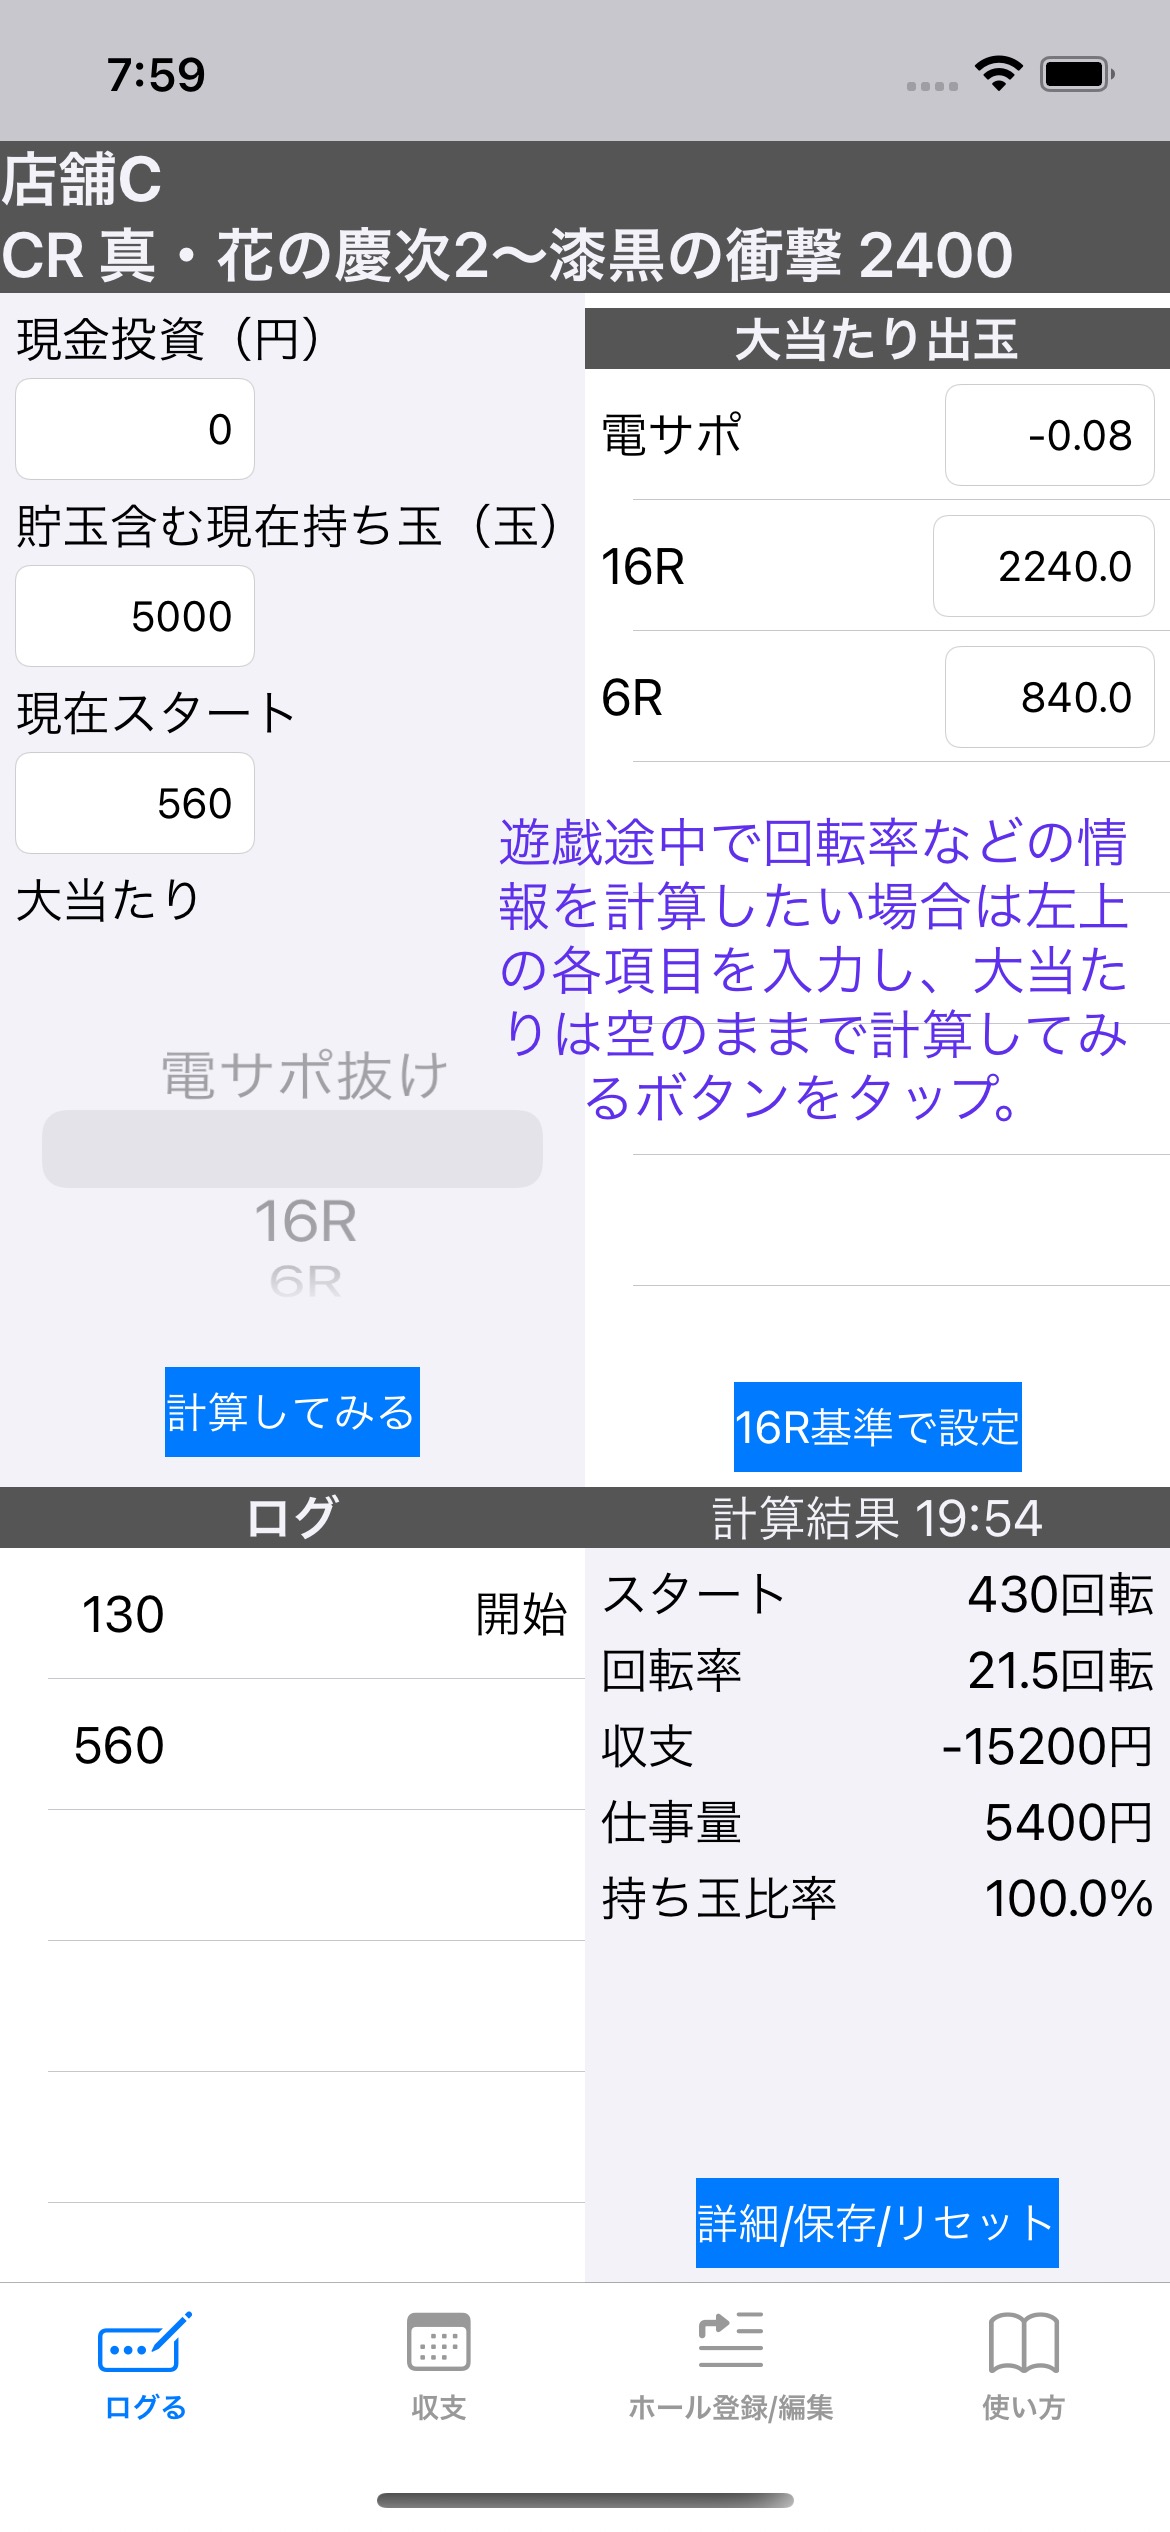 7:59
店舗C
CR 真・花の慶次2〜漆黒の衝撃 2400
現金投資（円）
0
貯玉含む現在持ち玉（玉）
5000
現在スタート
560
大当たり
電サポ抜け
16R
6R
計算してみる
大当たり出玉
電サポ -0.08
16R 2240.0
6R 840.0
遊戯途中で回転率などの情
報を計算したい場合は左上
の各項目を入力し、大当た
りは空のままで計算してみ
るボタンをタップ。
16R基準で設定
ログ
130 開始
560
計算結果 19:54
スタート 430回転
回転率 21.5回転
収支 -15200円
仕事量 5400円
持ち玉比率 100.0%
詳細/保存/リセット
ログる
収支
ホール登録/編集
使い方